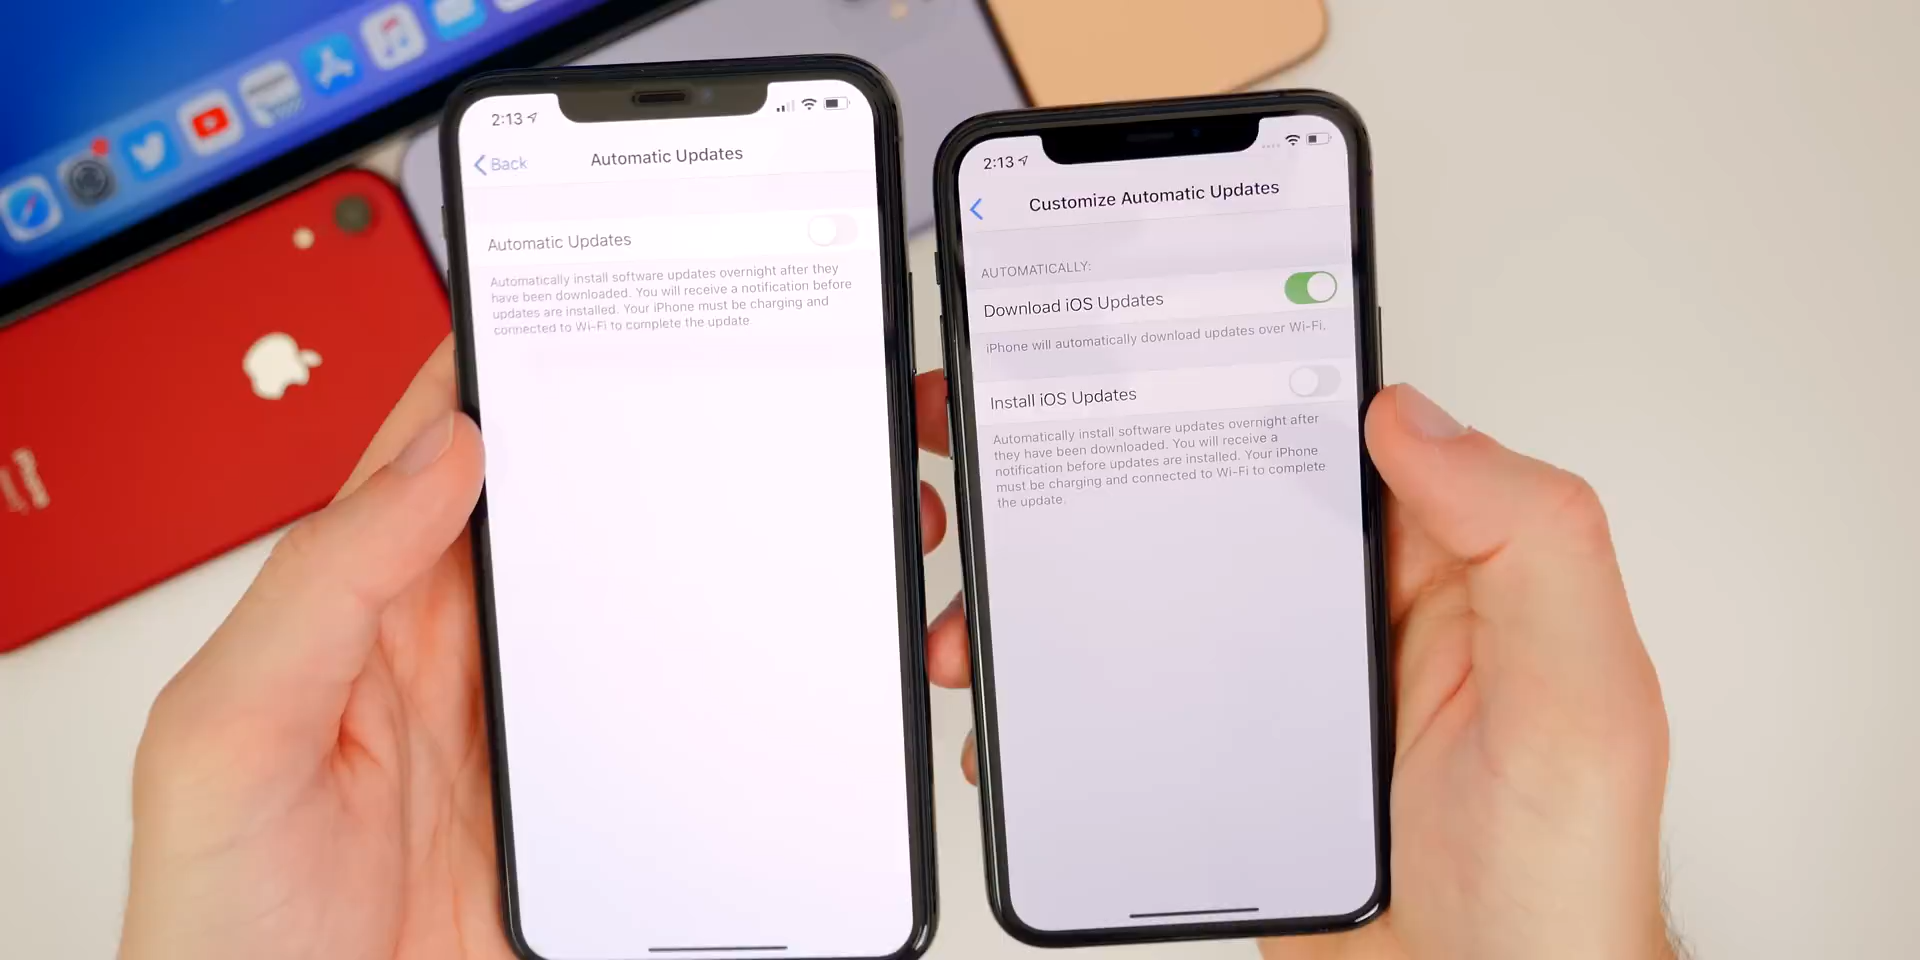 2:13
Back
Automatic Updates
Automatic Updates
Automatically install software updates overnight after they
have been downloaded. You will receive a notification before
updates are installed. Your iPhone must be charging and
connected to Wi-Fi to complete the update
2:13
Customize Automatic Updates
AUTOMATICALLY:
Download iOS Updates
iPhone will automatically download updates over Wi-Fi.
Install iOS Updates
Automatically install software updates overnight after
they have been downloaded. You will receive a
notification before updates are installed. Your iPhone
must be charging and connected to Wi-Fi to complete
the update.
iPhone